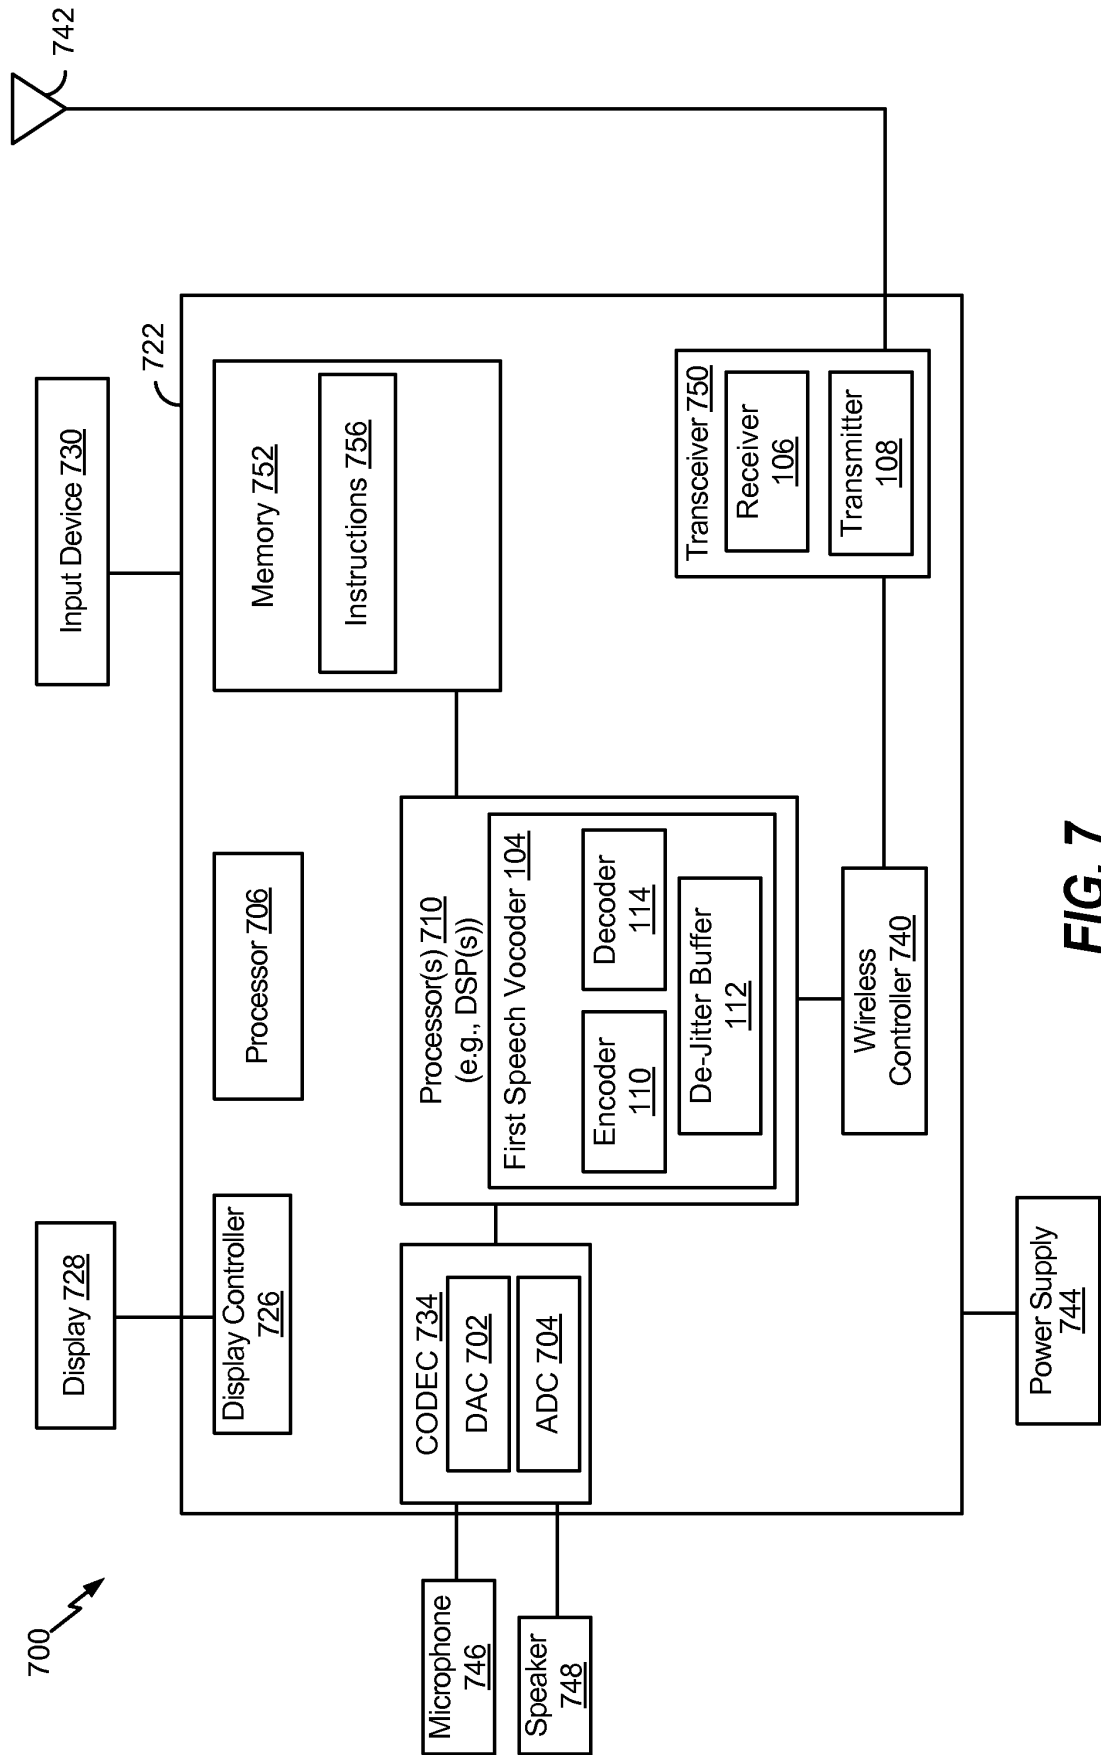 700
Display 728
Input Device 730
742
722
Display Controller
726
Processor 706
Memory 752
Instructions 756
Microphone
746
Speaker
748
CODEC 734
DAC 702
ADC 704
Processor(s) 710
(e.g., DSP(s))
First Speech Vocoder 104
Encoder
110
Decoder
114
De-Jitter Buffer
112
Transceiver 750
Receiver
106
Transmitter
108
Wireless
Controller 740
Power Supply
744
FIG. 7